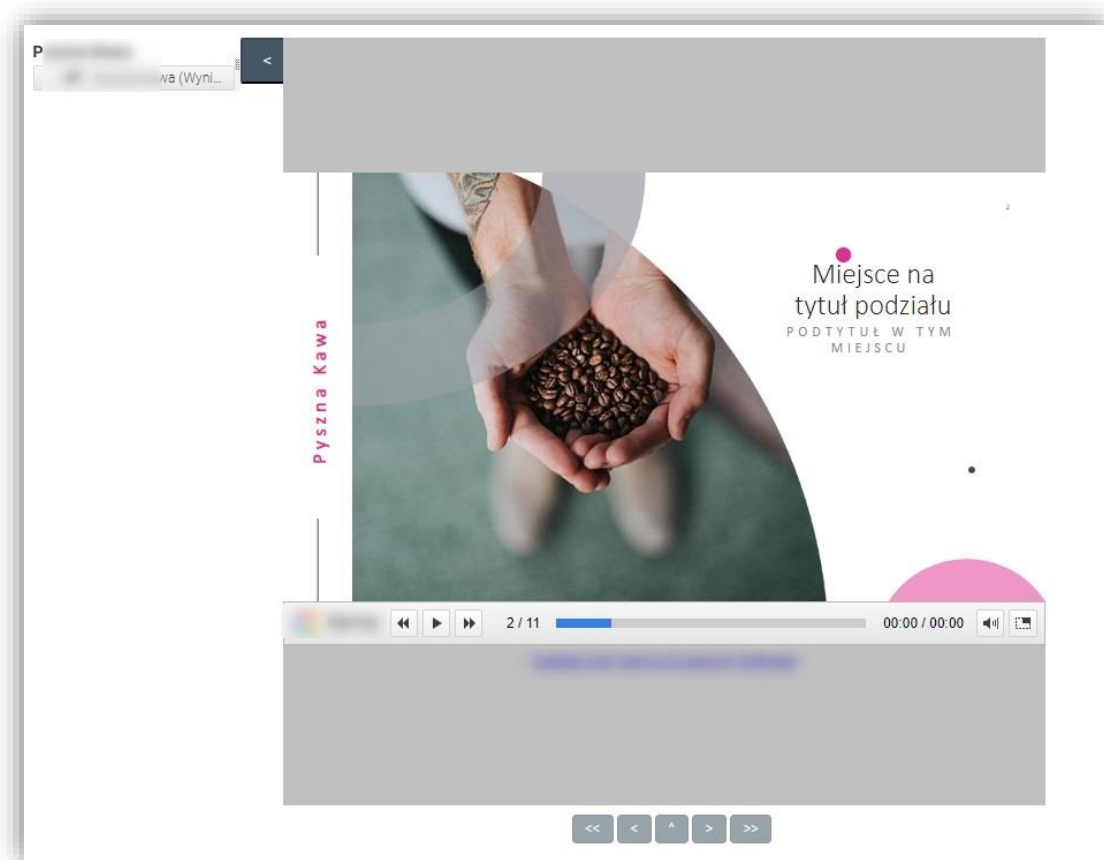 P
wa (Wyni...
<
2
Miejsce na
tytuł podziału
PODTYTUŁ W TYM
MIEJSCU
Pyszna Kawa
2 / 11
00:00 / 00:00
<< < ^ > >>